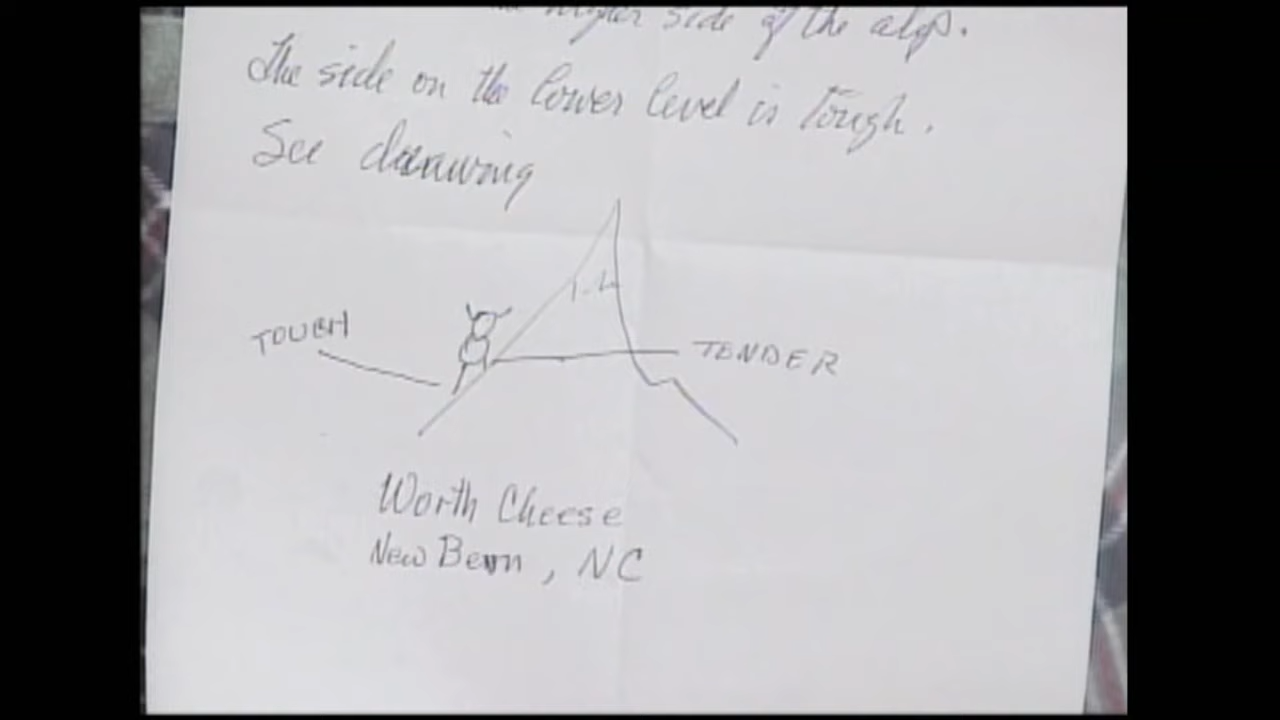 higher side of the alps.
The side on the lower level is tough.
See drawing
TOUGH
TENDER
Worth Cheese
New Bern, NC